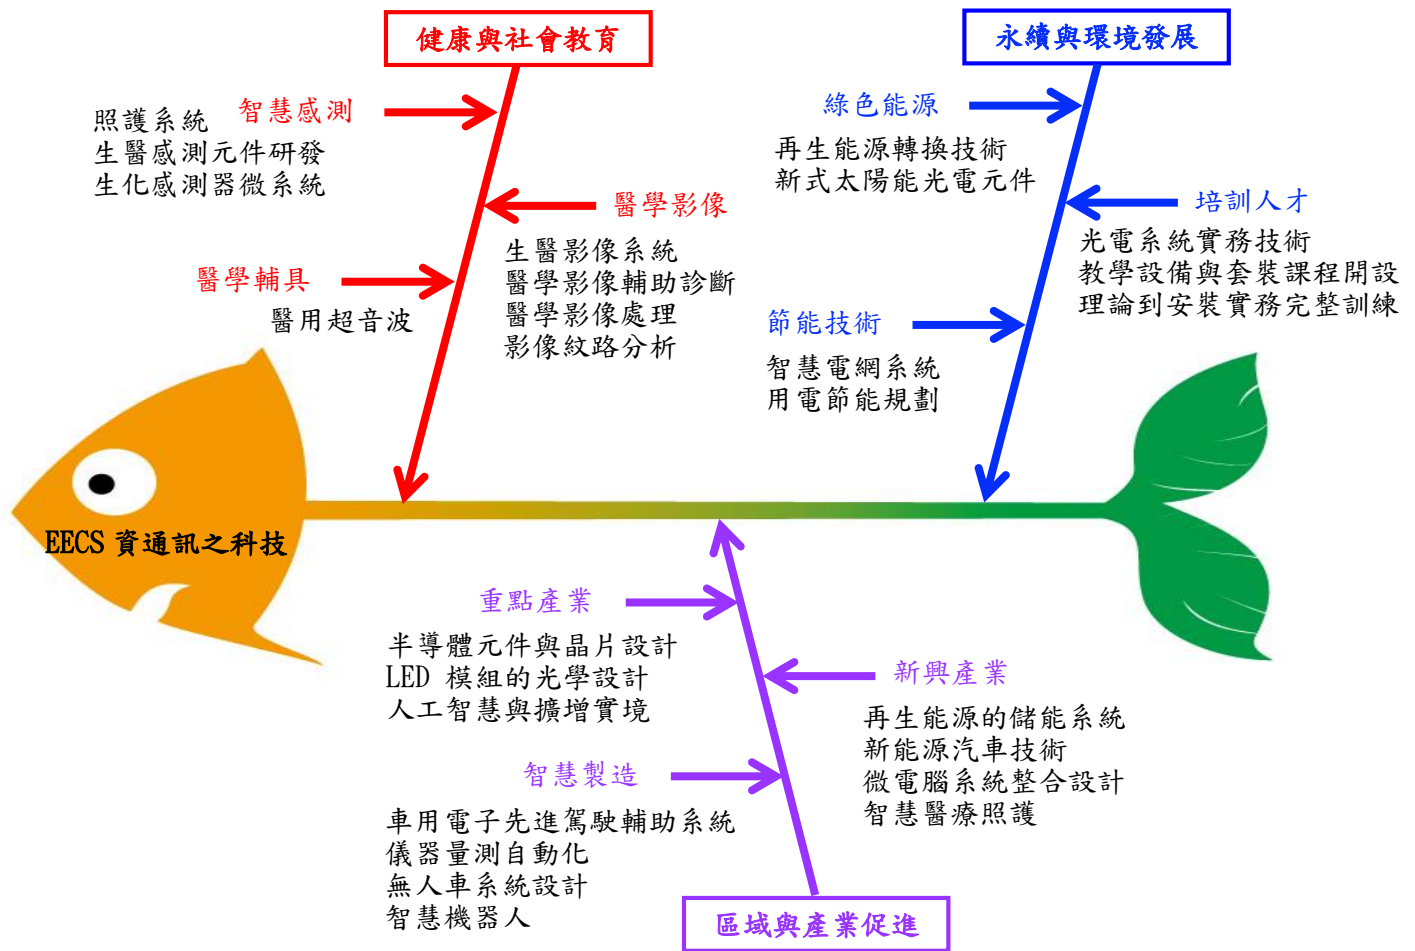 健康與社會教育
智慧感測
照護系統
生醫感測元件研發
生化感測器微系統
醫學影像
生醫影像系統
醫學影像輔助診斷
醫學影像處理
影像紋路分析
醫學輔具
醫用超音波
永續與環境發展
綠色能源
再生能源轉換技術
新式太陽能光電元件
培訓人才
光電系統實務技術
教學設備與套裝課程開設
理論到安裝實務完整訓練
節能技術
智慧電網系統
用電節能規劃
EECS 資通訊之科技
重點產業
半導體元件與晶片設計
LED 模組的光學設計
人工智慧與擴增實境
新興產業
再生能源的儲能系統
新能源汽車技術
微電腦系統整合設計
智慧醫療照護
智慧製造
車用電子先進駕駛輔助系統
儀器量測自動化
無人車系統設計
智慧機器人
區域與產業促進